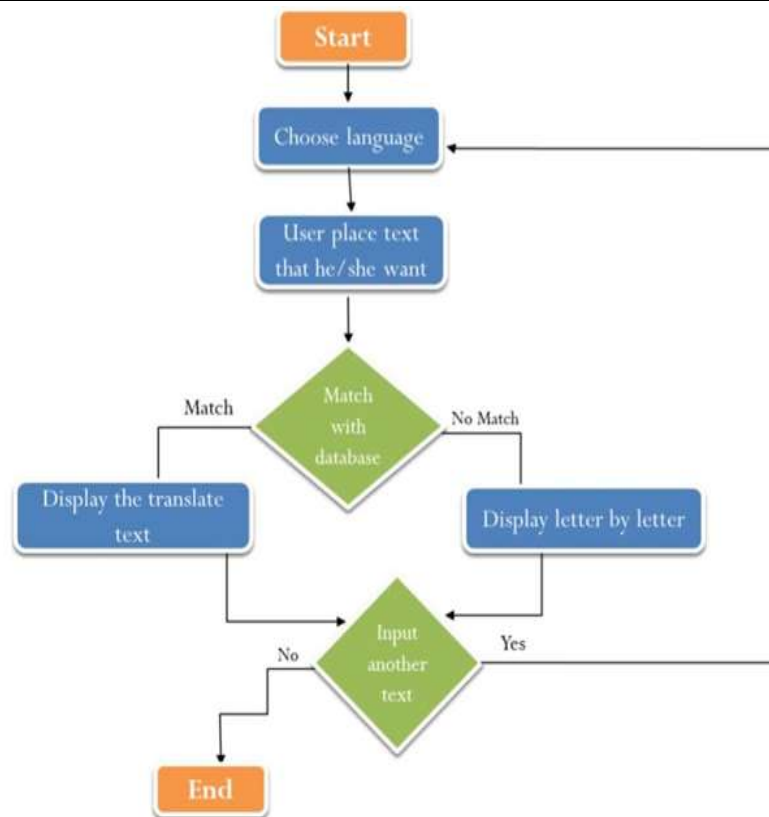 Start
Choose language
User place text
that he/she want
Match
with
database
Match
No Match
Display the translate
text
Display letter by letter
Input
another
text
No
Yes
End